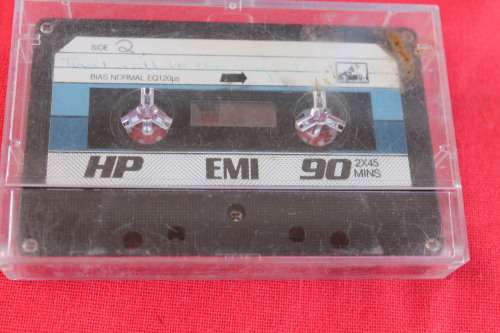 SIDE 2
BIAS NORMAL EQ120µs
HP EMI 90 2X45
MINS